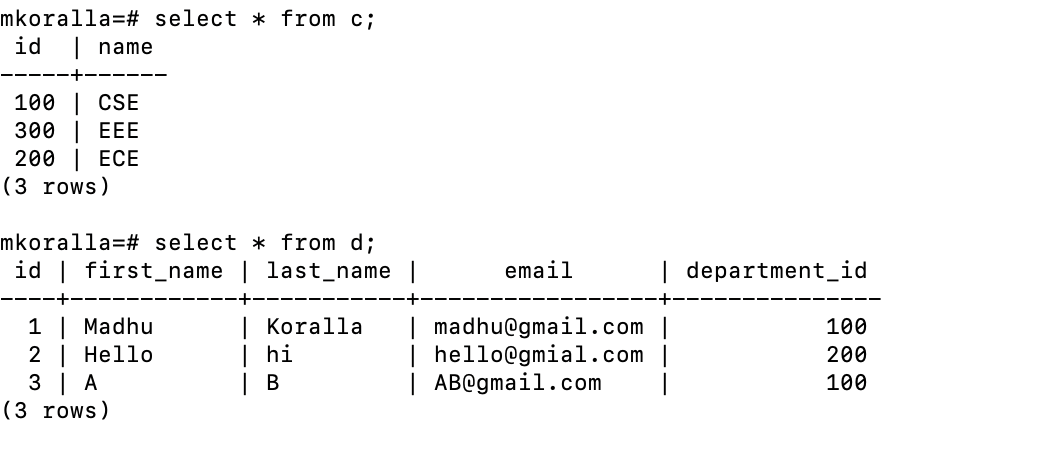 mkoralla=# select * from c;
 id  | name
-----+------
 100 | CSE
 300 | EEE
 200 | ECE
(3 rows)

mkoralla=# select * from d;
 id | first_name | last_name |      email      | department_id
----+------------+-----------+-----------------+---------------
  1 | Madhu      | Koralla   | madhu@gmail.com |           100
  2 | Hello      | hi        | hello@gmial.com |           200
  3 | A          | B         | AB@gmail.com    |           100
(3 rows)